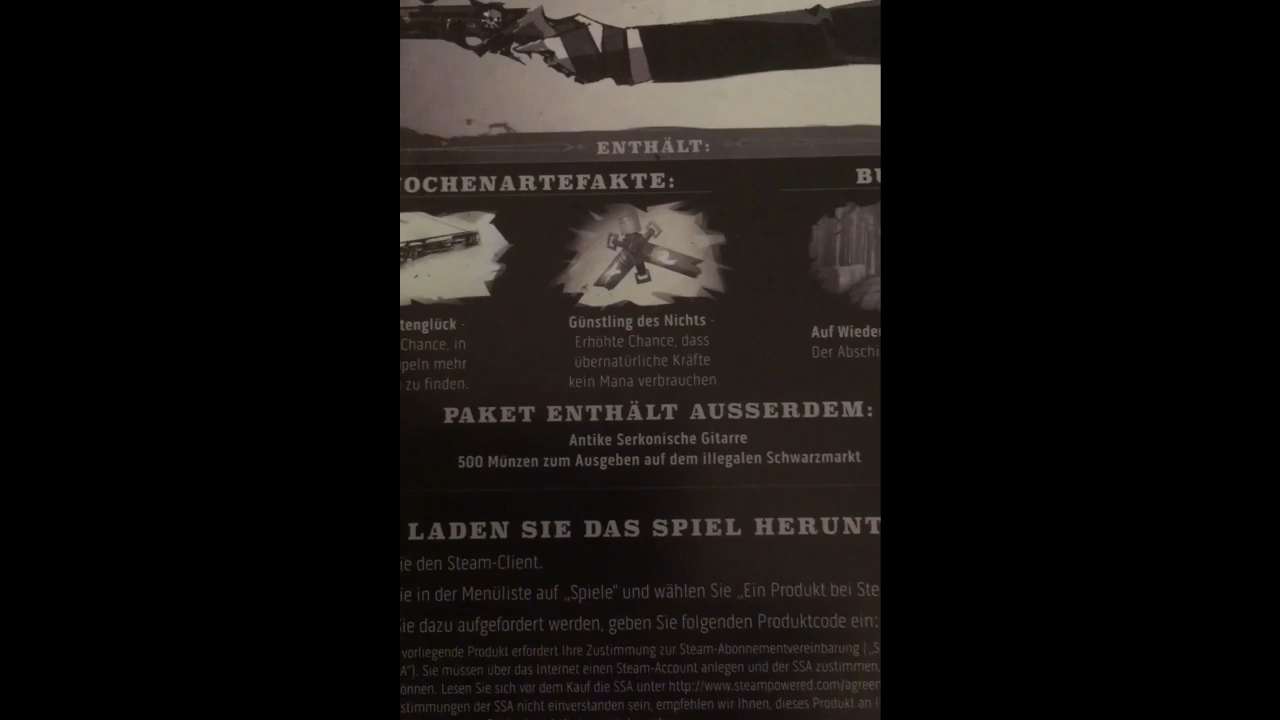 ENTHÄLT:
OCHENARTEFAKTE:
BU
tenglück -
Chance, in
peln mehr
zu finden.
Günstling des Nichts -
Erhöhte Chance, dass
übernatürliche Kräfte
kein Mana verbrauchen
Auf Wieder
Der Abschi
PAKET ENTHÄLT AUSSERDEM:
Antike Serkonische Gitarre
500 Münzen zum Ausgeben auf dem illegalen Schwarzmarkt
LADEN SIE DAS SPIEL HERUNT
ie den Steam-Client.
ie in der Menüliste auf „Spiele“ und wählen Sie „Ein Produkt bei Ste
Sie dazu aufgefordert werden, geben Sie folgenden Produktcode ein:
vorliegende Produkt erfordert Ihre Zustimmung zur Steam-Abonnementvereinbarung („S
A“). Sie müssen über das Internet einen Steam-Account anlegen und der SSA zustimmen,
önnen. Lesen Sie sich vor dem Kauf die SSA unter http://www.steampowered.com/agreem
stimmungen der SSA nicht einverstanden sein, empfehlen wir Ihnen, dieses Produkt an I